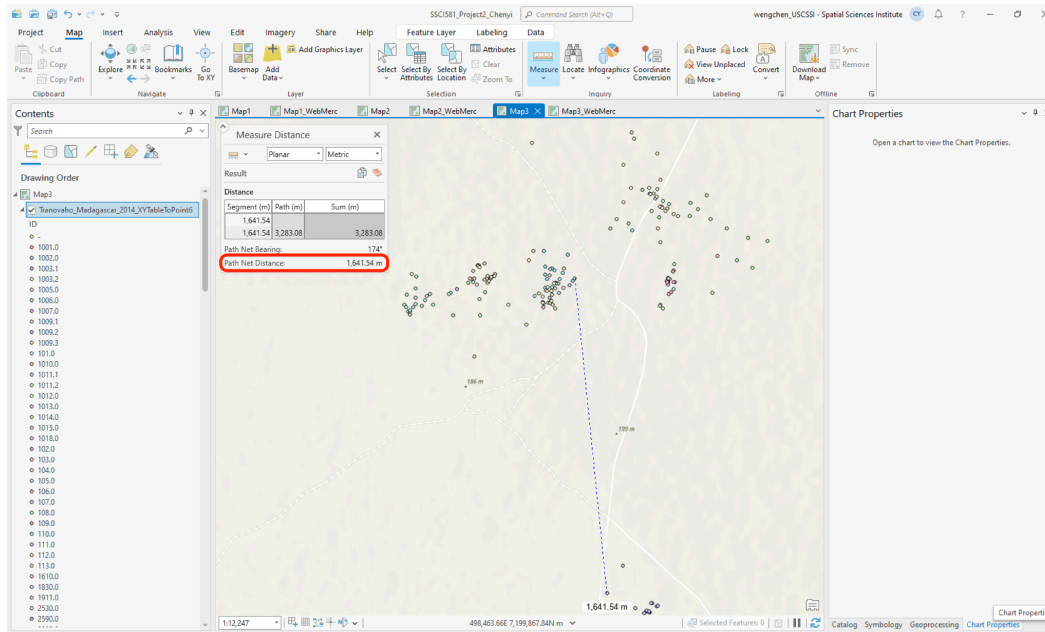 SSCI581_Project2_Chenyi
Command Search (Alt+Q)
wengchen_USCSSI - Spatial Sciences Institute
CY
?
Project
Map
Insert
Analysis
View
Edit
Imagery
Share
Help
Feature Layer
Labeling
Data
Paste
Cut
Copy
Copy Path
Clipboard
Explore
Bookmarks
Go To XY
Navigate
Basemap
Add Data
Add Graphics Layer
Layer
Select
Select By Attributes
Select By Location
Attributes
Clear
Zoom To
Selection
Measure
Locate
Infographics
Coordinate Conversion
Inquiry
Pause
Lock
View Unplaced
More
Convert
Labeling
Download Map
Sync
Remove
Offline
Contents
Search
Drawing Order
Map3
Tranovaho_Madagascar_2014_XYTableToPoint6
ID
-
1001.0
1002.0
1003.1
1003.2
1005.0
1006.0
1007.0
1009.1
1009.2
1009.3
101.0
1010.0
1011.1
1011.2
1012.0
1013.0
1014.0
1015.0
1018.0
102.0
103.0
104.0
105.0
106.0
107.0
108.0
109.0
110.0
111.0
112.0
113.0
1610.0
1830.0
1911.0
2530.0
2590.0
Map1
Map1_WebMerc
Map2
Map2_WebMerc
Map3
Map3_WebMerc
Measure Distance
Planar
Metric
Result
Distance
Segment (m) Path (m) Sum (m)
1,641.54
1,641.54 3,283.08 3,283.08
Path Net Bearing: 174°
Path Net Distance: 1,641.54 m
186 m
199 m
1,641.54 m
1:12,247
498,463.66E 7,199,867.84N m
Selected Features: 0
Chart Properties
Open a chart to view the Chart Properties.
Chart Properti
Catalog
Symbology
Geoprocessing
Chart Properties